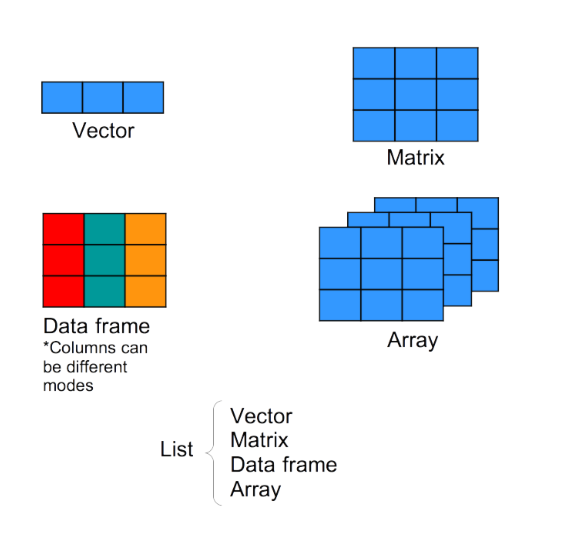 Vector
Matrix
Data frame
*Columns can
be different
modes
Array
List
Vector
Matrix
Data frame
Array